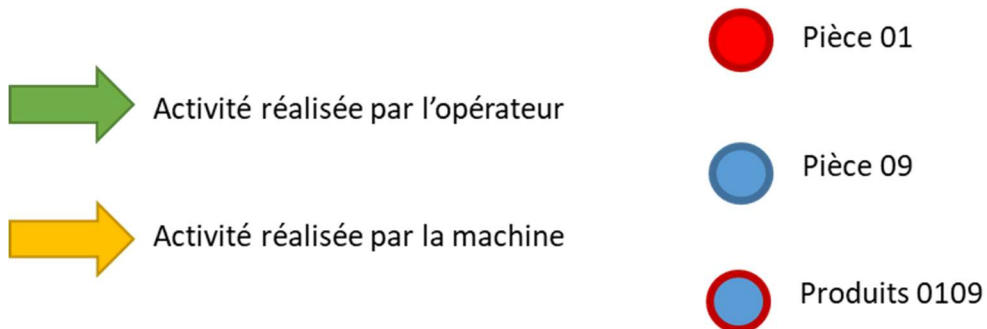 Pièce 01
Activité réalisée par l’opérateur
Pièce 09
Activité réalisée par la machine
Produits 0109